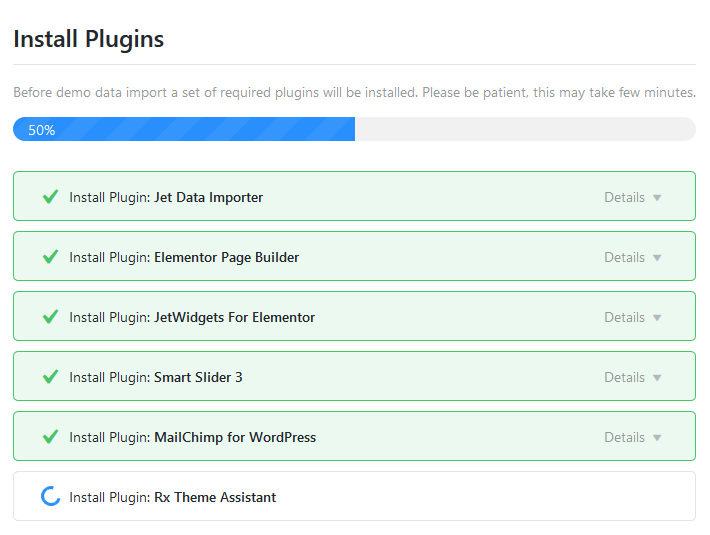 Install Plugins
Before demo data import a set of required plugins will be installed. Please be patient, this may take few minutes.
50%
Install Plugin: Jet Data Importer Details
Install Plugin: Elementor Page Builder Details
Install Plugin: JetWidgets For Elementor Details
Install Plugin: Smart Slider 3 Details
Install Plugin: MailChimp for WordPress Details
Install Plugin: Rx Theme Assistant